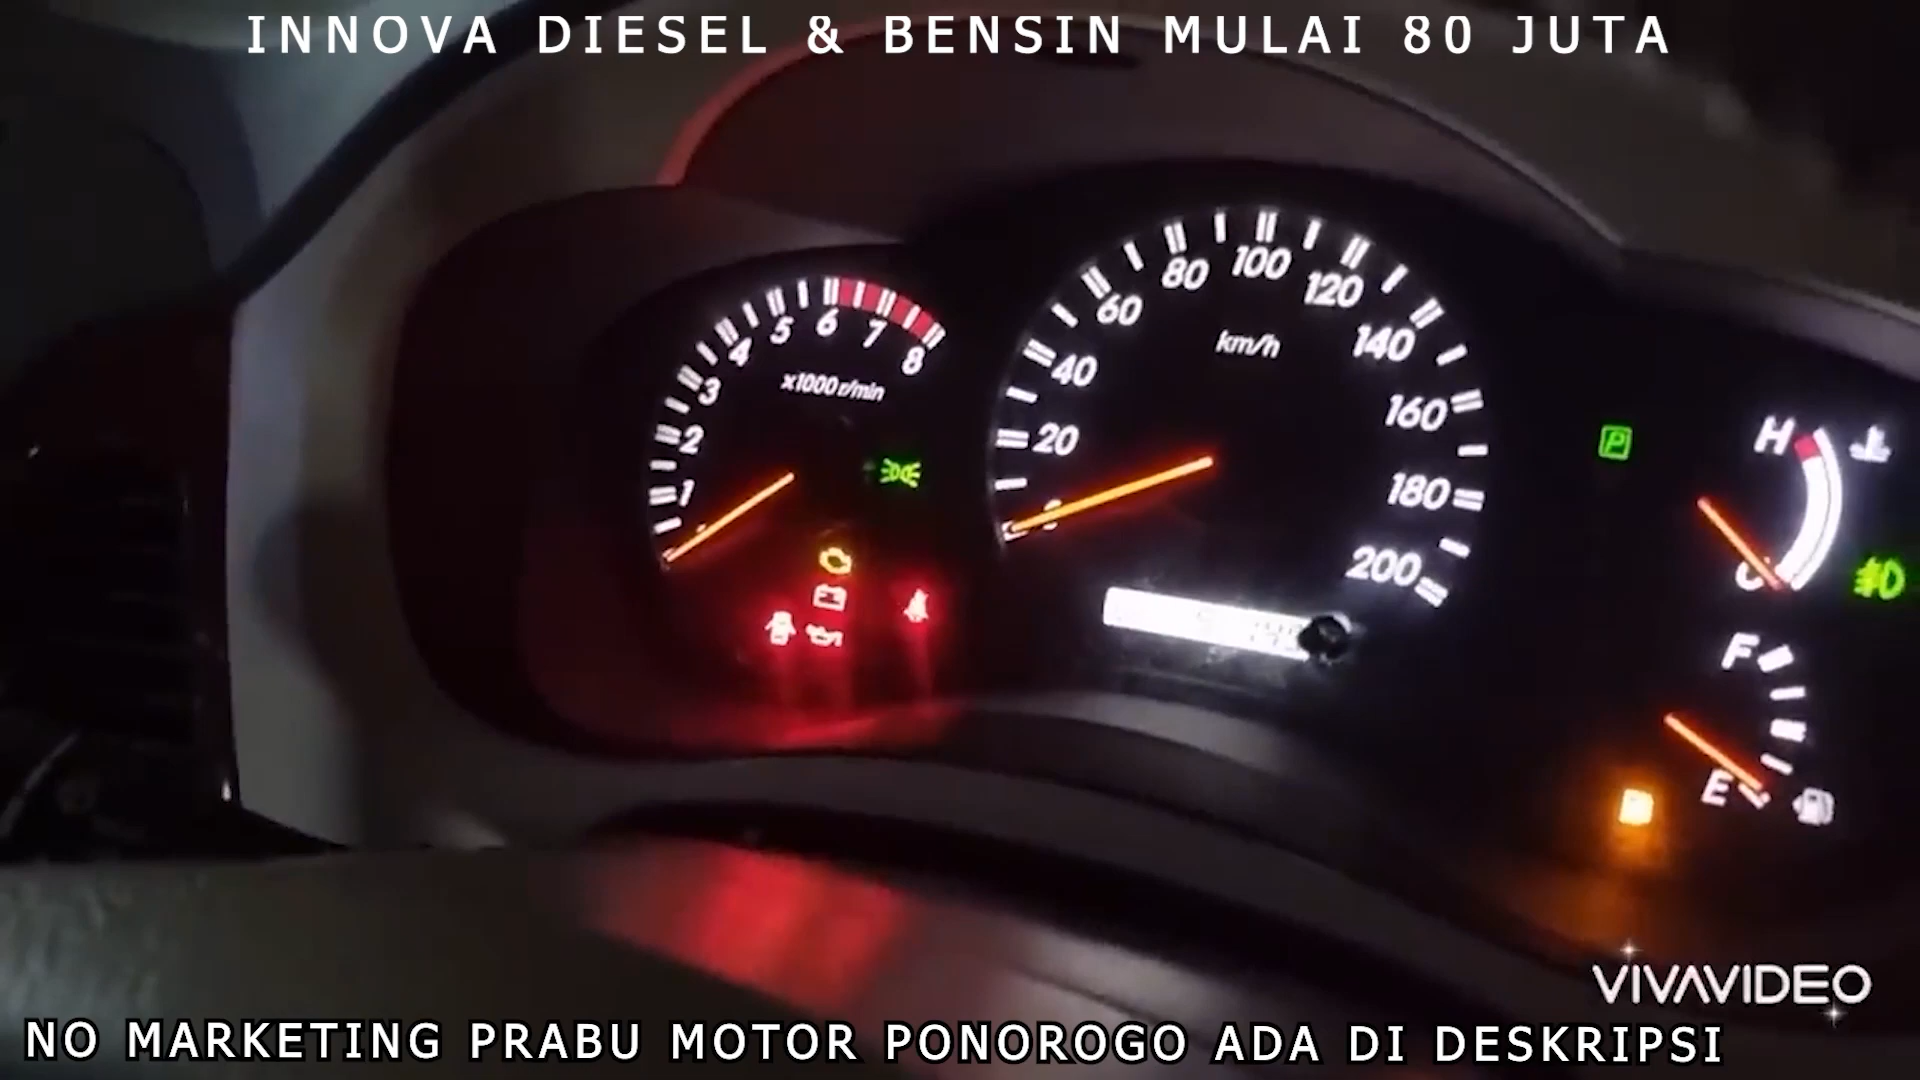 INNOVA DIESEL & BENSIN MULAI 80 JUTA
80 100 120
60 140
40 km/h 160
20 180
200
5 6 7
4 8
3 x1000 r/min
2
1
P
H
C
F
E
VIVAVIDEO
NO MARKETING PRABU MOTOR PONOROGO ADA DI DESKRIPSI